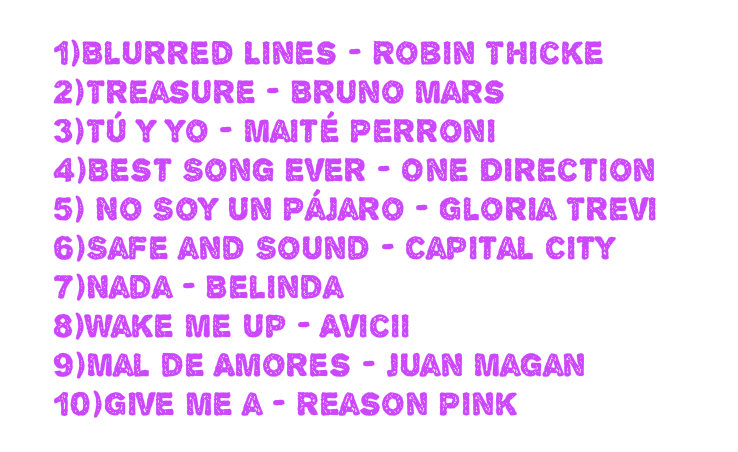 1)BLURRED LINES - ROBIN THICKE
2)TREASURE - BRUNO MARS
3)TÚ Y YO - MAITÉ PERRONI
4)BEST SONG EVER - ONE DIRECTION
5) NO SOY UN PÁJARO - GLORIA TREVI
6)SAFE AND SOUND - CAPITAL CITY
7)NADA - BELINDA
8)WAKE ME UP - AVICII
9)MAL DE AMORES - JUAN MAGAN
10)GIVE ME A - REASON PINK